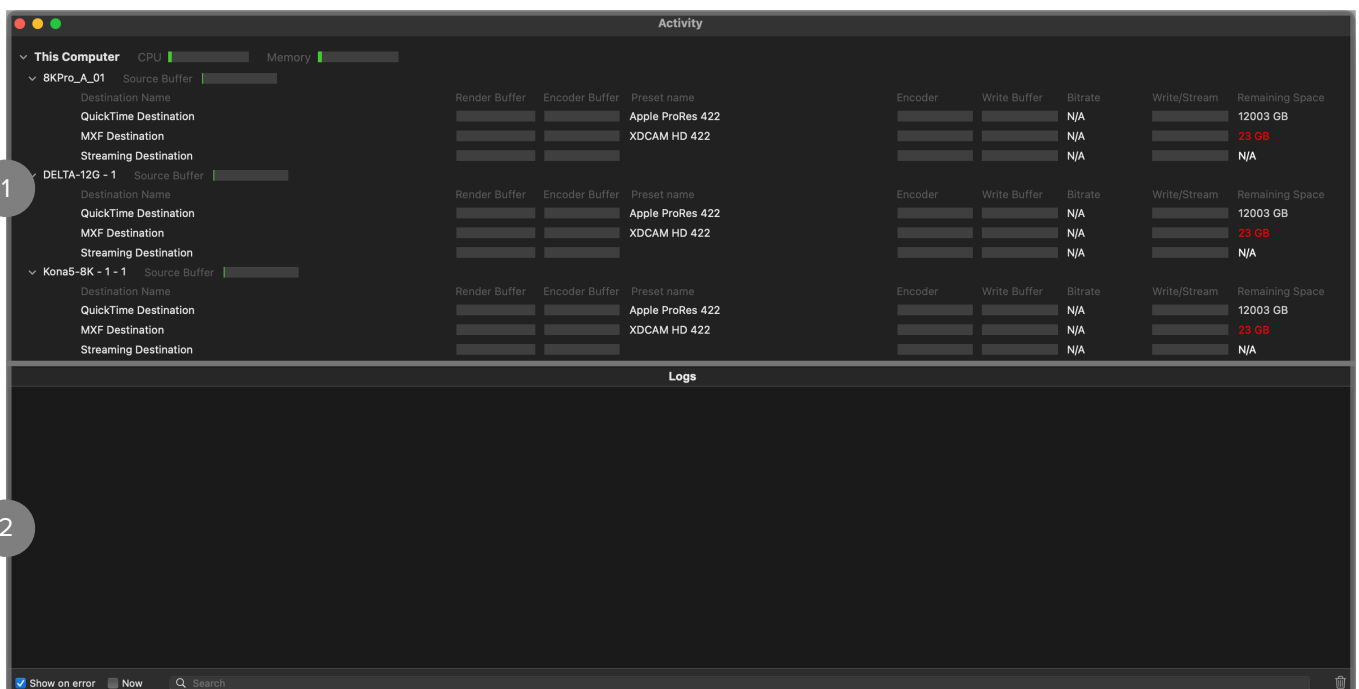 Activity
This Computer CPU Memory
8KPro_A_01 Source Buffer
Destination Name Render Buffer Encoder Buffer Preset name Encoder Write Buffer Bitrate Write/Stream Remaining Space
QuickTime Destination Apple ProRes 422 N/A 12003 GB
MXF Destination XDCAM HD 422 N/A 23 GB
Streaming Destination N/A N/A
1
DELTA-12G - 1 Source Buffer
Destination Name Render Buffer Encoder Buffer Preset name Encoder Write Buffer Bitrate Write/Stream Remaining Space
QuickTime Destination Apple ProRes 422 N/A 12003 GB
MXF Destination XDCAM HD 422 N/A 23 GB
Streaming Destination N/A N/A
Kona5-8K - 1 - 1 Source Buffer
Destination Name Render Buffer Encoder Buffer Preset name Encoder Write Buffer Bitrate Write/Stream Remaining Space
QuickTime Destination Apple ProRes 422 N/A 12003 GB
MXF Destination XDCAM HD 422 N/A 23 GB
Streaming Destination N/A N/A
Logs
2
Show on error Now Search